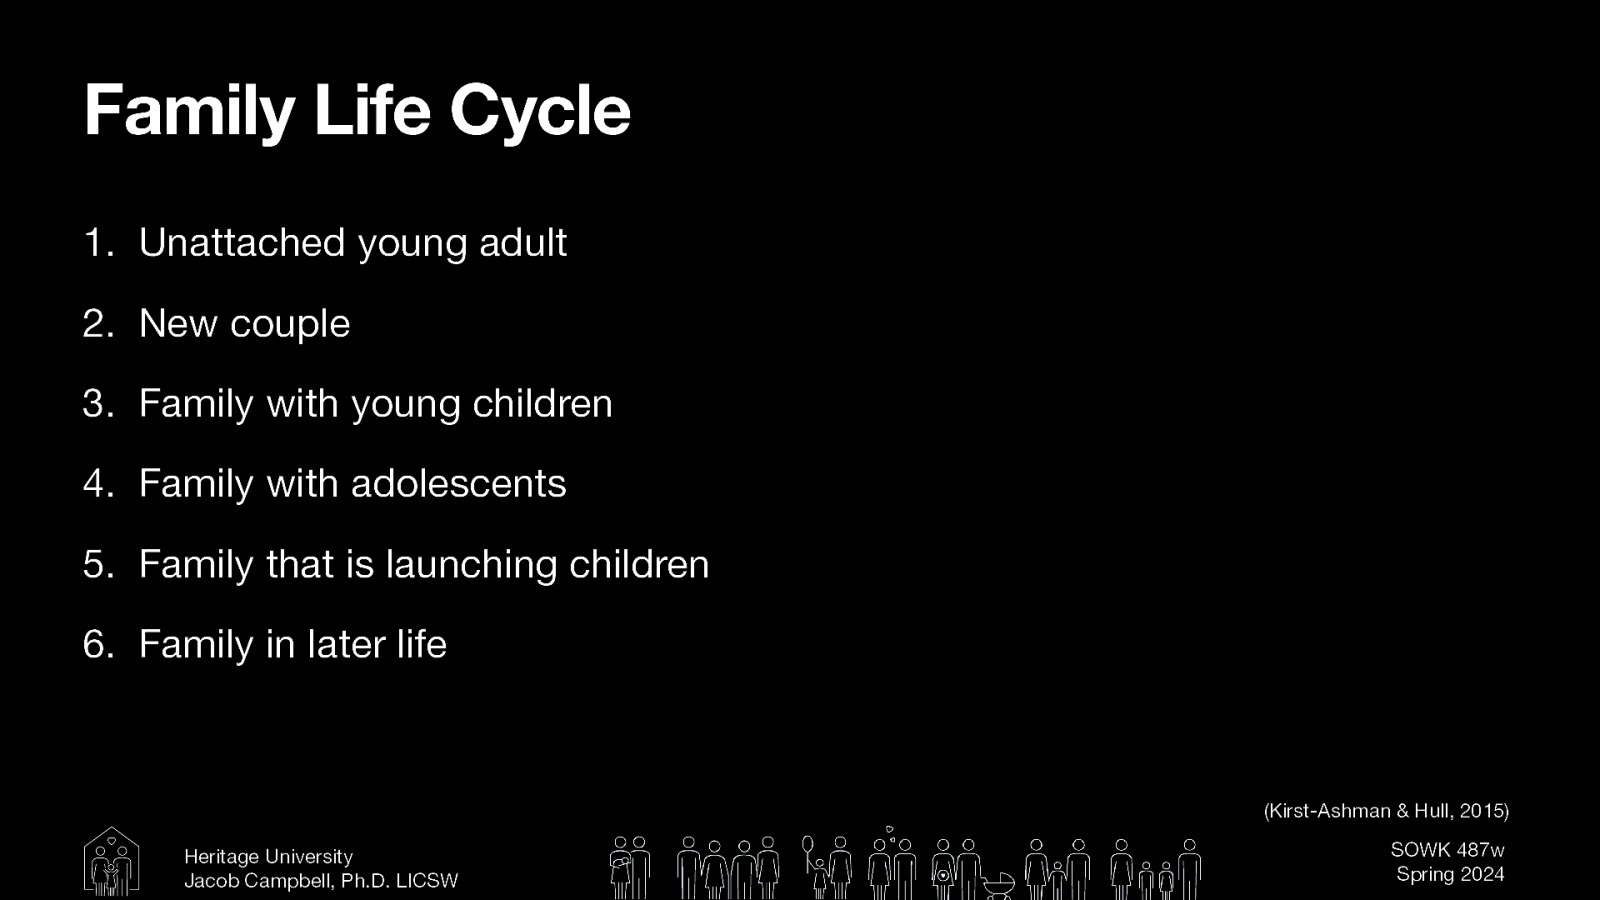 Family Life Cycle
1. Unattached young adult
2. New couple
3. Family with young children
4. Family with adolescents
5. Family that is launching children
6. Family in later life
(Kirst-Ashman & Hull, 2015)
Heritage University
Jacob Campbell, Ph.D. LICSW
SOWK 487w
Spring 2024